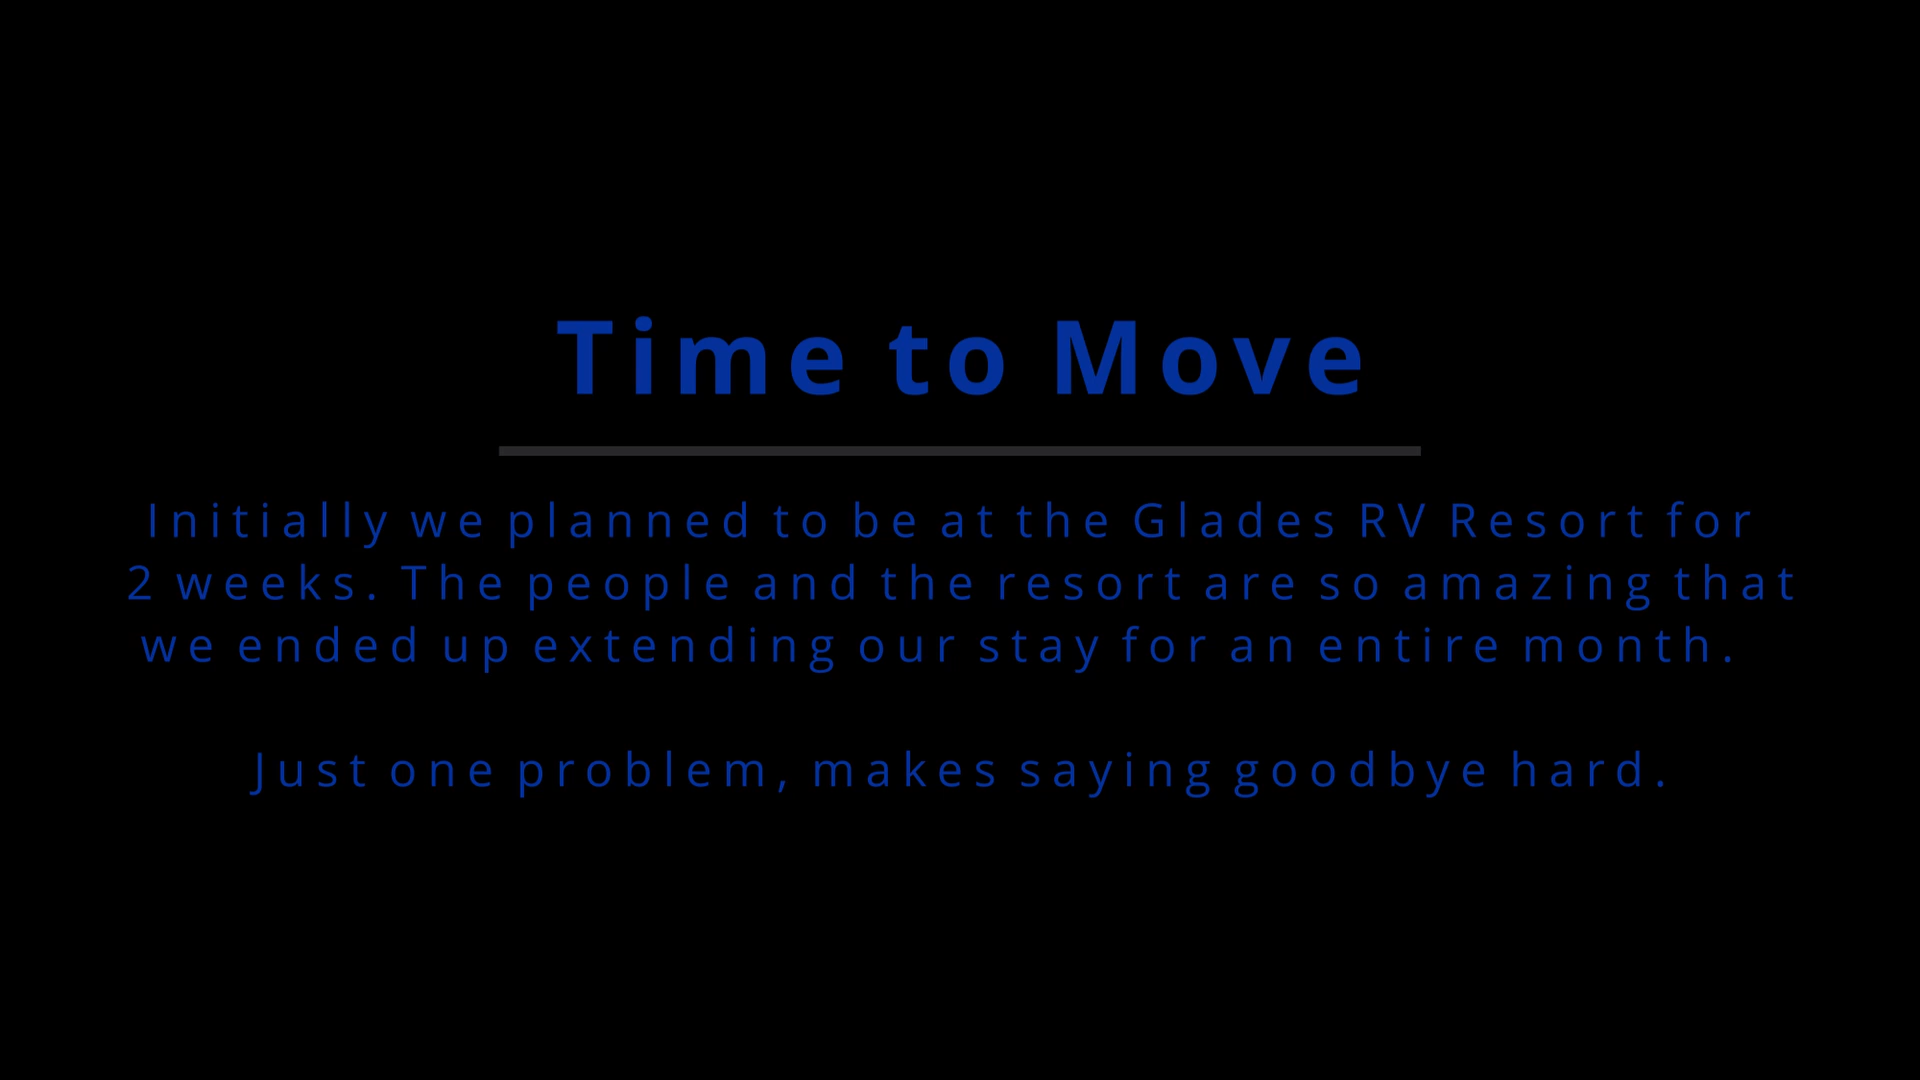 Time to Move
Initially we planned to be at the Glades RV Resort for
2 weeks. The people and the resort are so amazing that
we ended up extending our stay for an entire month.
Just one problem, makes saying goodbye hard.